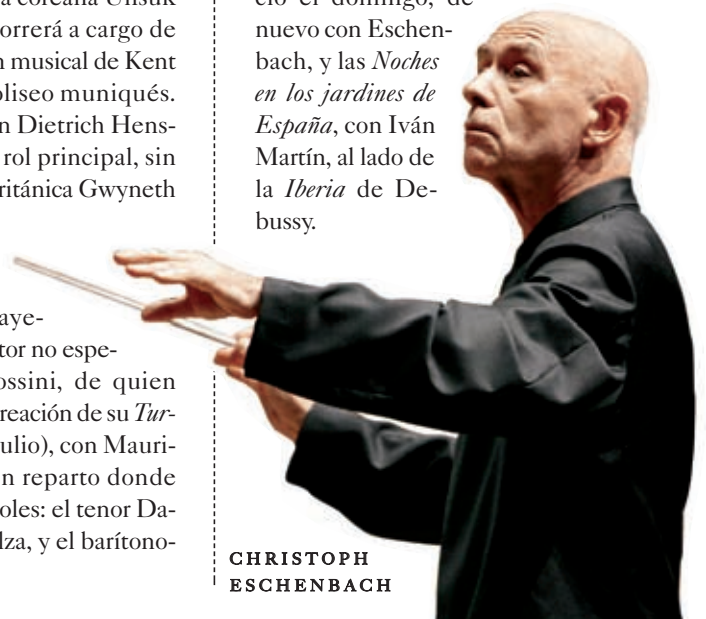 a coreana Unsuk
orrerá a cargo de
n musical de Kent
oliseo muniqués.
n Dietrich Hens-
rol principal, sin
ritánica Gwyneth
aye-
tor no espe-
ossini, de quien
reación de su Tur-
ulio), con Mauri-
n reparto donde
oles: el tenor Da-
lza, y el barítono-
el domingo, de
nuevo con Eschen-
bach, y las Noches
en los jardines de
España, con Iván
Martín, al lado de
la Iberia de De-
bussy.
CHRISTOPH
ESCHENBACH